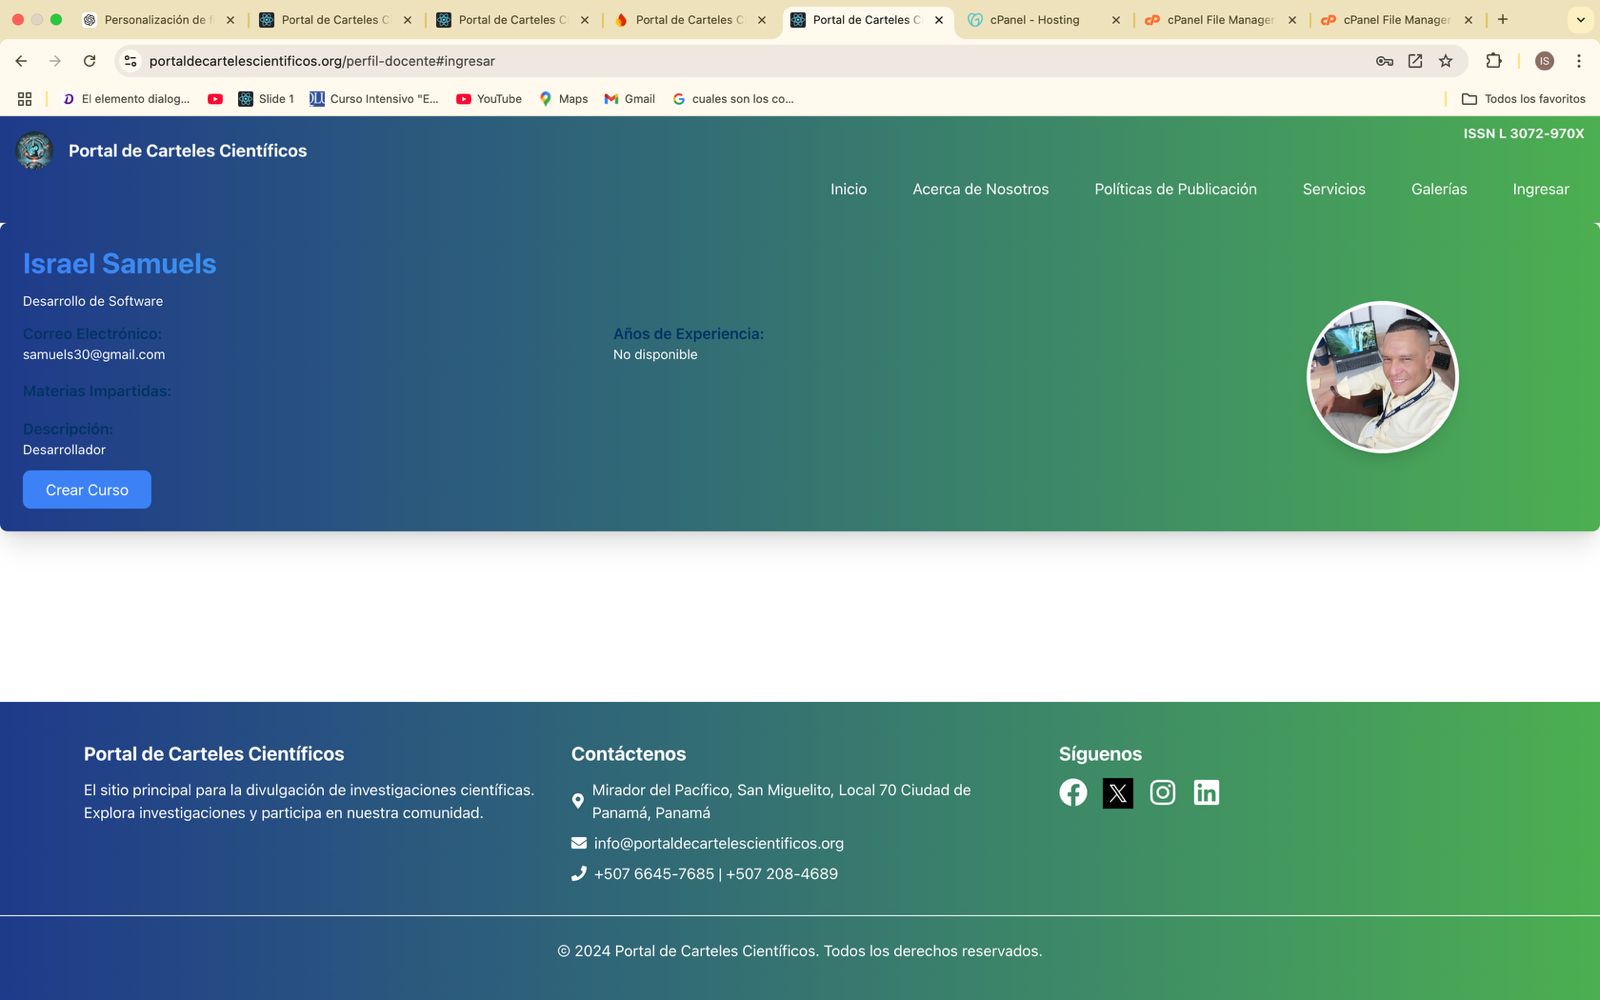 Personalización de f
Portal de Carteles C
Portal de Carteles C
Portal de Carteles C
Portal de Carteles C
cPanel - Hosting
cPanel File Manager
cPanel File Manager
portaldecartelescientificos.org/perfil-docente#ingresar
IS
El elemento dialog...
Slide 1
Curso Intensivo "E...
YouTube
Maps
Gmail
cuales son los co...
Todos los favoritos
ISSN L 3072-970X
Portal de Carteles Científicos
Inicio
Acerca de Nosotros
Políticas de Publicación
Servicios
Galerías
Ingresar
Israel Samuels
Desarrollo de Software
Correo Electrónico:
samuels30@gmail.com
Años de Experiencia:
No disponible
Materias Impartidas:
Descripción:
Desarrollador
Crear Curso
Portal de Carteles Científicos
El sitio principal para la divulgación de investigaciones científicas.
Explora investigaciones y participa en nuestra comunidad.
Contáctenos
Mirador del Pacífico, San Miguelito, Local 70 Ciudad de
Panamá, Panamá
info@portaldecartelescientificos.org
+507 6645-7685 | +507 208-4689
Síguenos
© 2024 Portal de Carteles Científicos. Todos los derechos reservados.